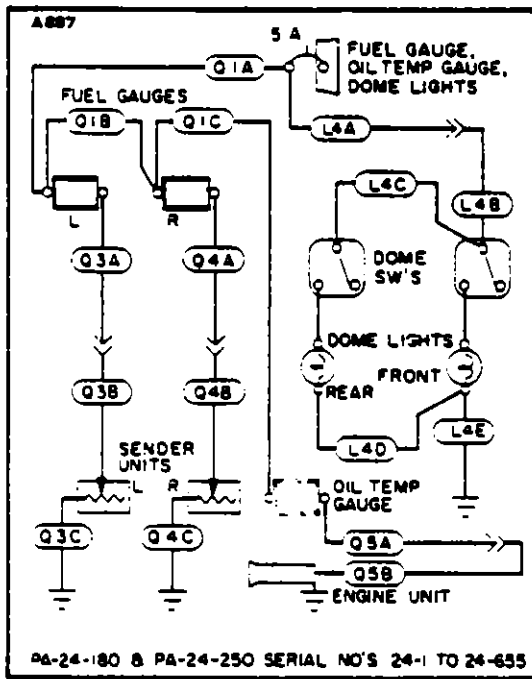 A887
5 A
FUEL GAUGE,
OIL TEMP GAUGE,
DOME LIGHTS
Q1A
FUEL GAUGES
Q1B
Q1C
L4A
L4C
L4B
L
R
Q3A
Q4A
DOME
SW'S
DOME LIGHTS
FRONT
REAR
Q3B
Q4B
L4D
L4E
SENDER
UNITS
L
R
OIL TEMP
GAUGE
Q3C
Q4C
Q5A
Q5B
ENGINE UNIT
PA-24-180 & PA-24-250 SERIAL NO'S 24-1 TO 24-655